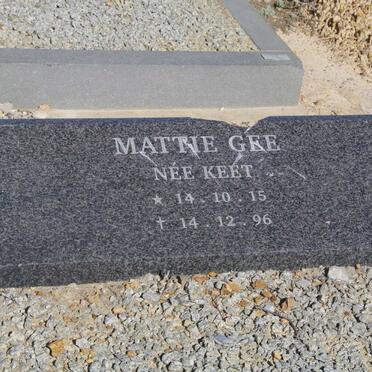 MATTIE GEE
NÉE KEET
★ 14 . 10 . 15
† 14 . 12 . 96